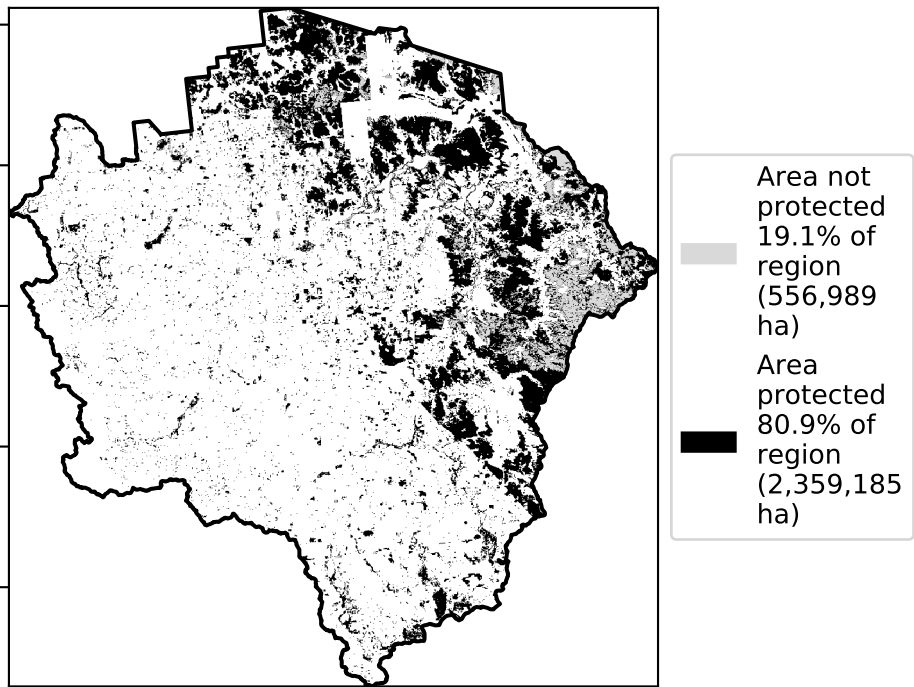 Area not
protected
19.1% of
region
(556,989
ha)
Area
protected
80.9% of
region
(2,359,185
ha)